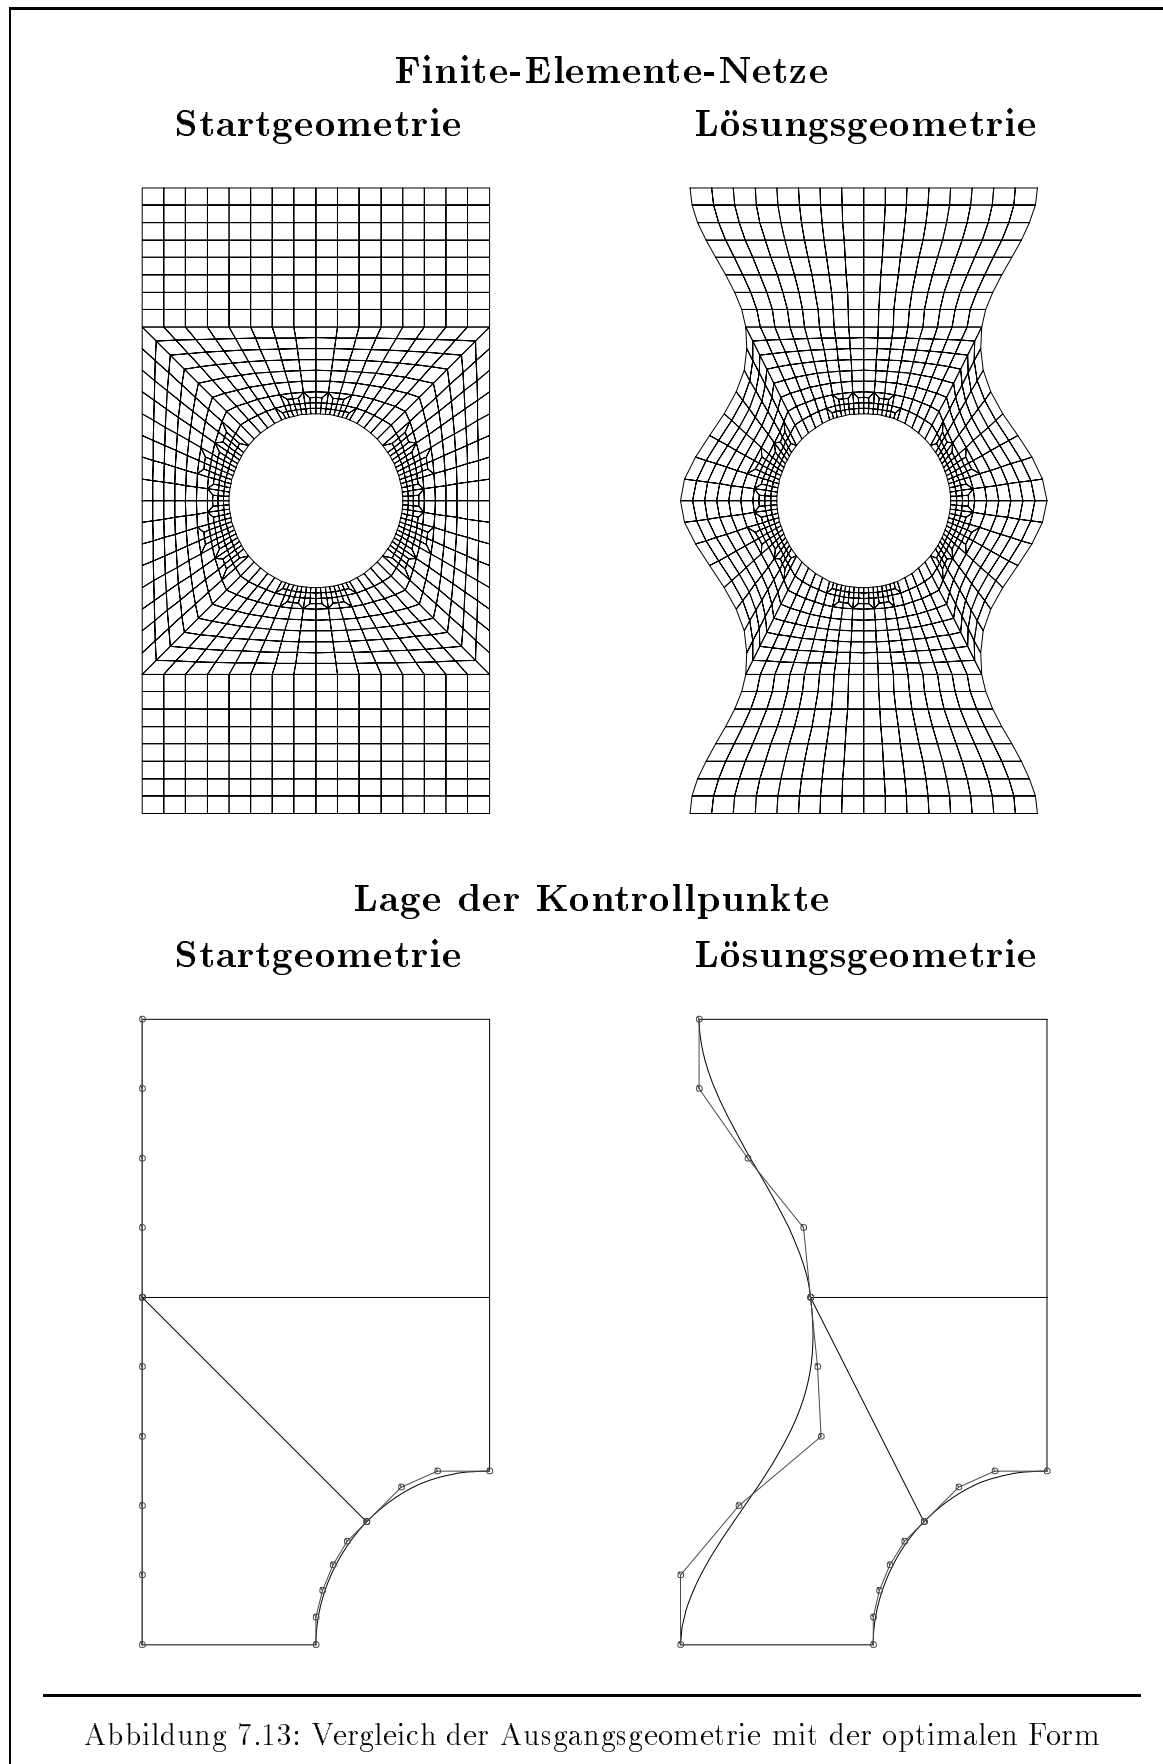 Finite-Elemente-Netze
Startgeometrie
Lösungsgeometrie
Lage der Kontrollpunkte
Startgeometrie
Lösungsgeometrie
Abbildung 7.13: Vergleich der Ausgangsgeometrie mit der optimalen Form